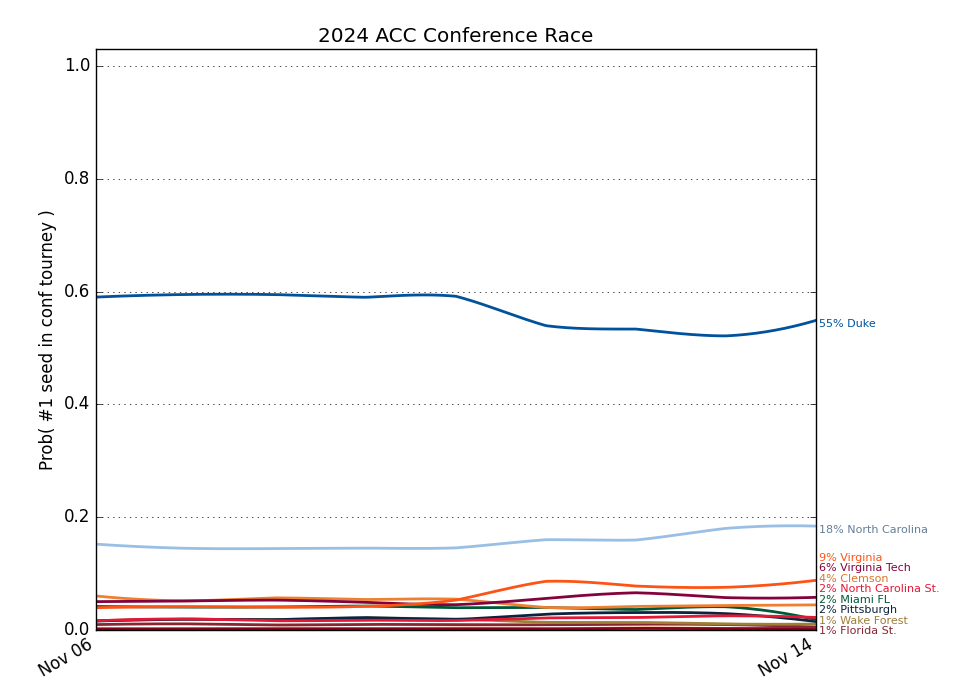 2024 ACC Conference Race
Prob( #1 seed in conf tourney )
1.0
0.8
0.6
0.4
0.2
0.0
Nov 06
Nov 14
55% Duke
18% North Carolina
9% Virginia
6% Virginia Tech
4% Clemson
2% North Carolina St.
2% Miami FL
2% Pittsburgh
1% Wake Forest
1% Florida St.